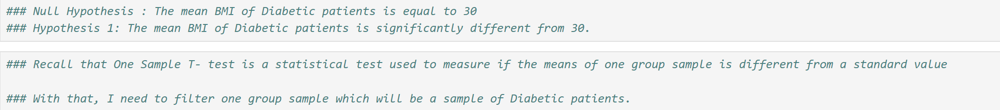 ### Null Hypothesis : The mean BMI of Diabetic patients is equal to 30
### Hypothesis 1: The mean BMI of Diabetic patients is significantly different from 30.
### Recall that One Sample T- test is a statistical test used to measure if the means of one group sample is different from a standard value
### With that, I need to filter one group sample which will be a sample of Diabetic patients.